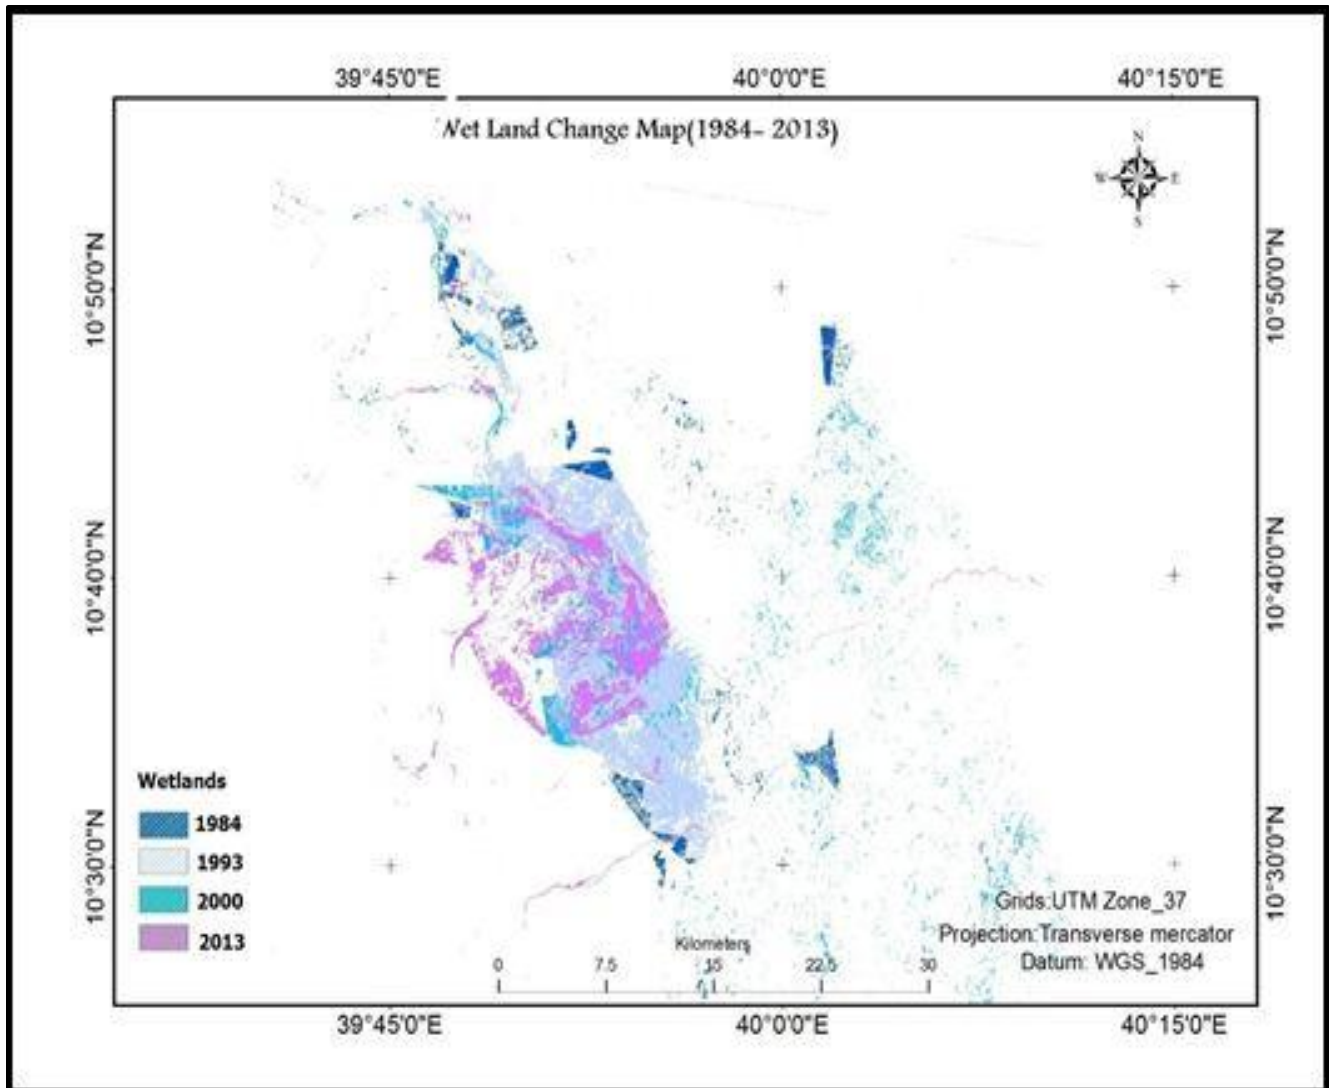 39°45'0"E 40°0'0"E 40°15'0"E
Wet Land Change Map(1984- 2013)
N
W E
S
10°50'0"N 10°50'0"N
10°40'0"N 10°40'0"N
Wetlands
1984
1993
2000
2013
10°30'0"N 10°30'0"N
Grids:UTM Zone_37
Projection:Transverse mercator
Datum: WGS_1984
Kilometers
0 7.5 15 22.5 30
39°45'0"E 40°0'0"E 40°15'0"E